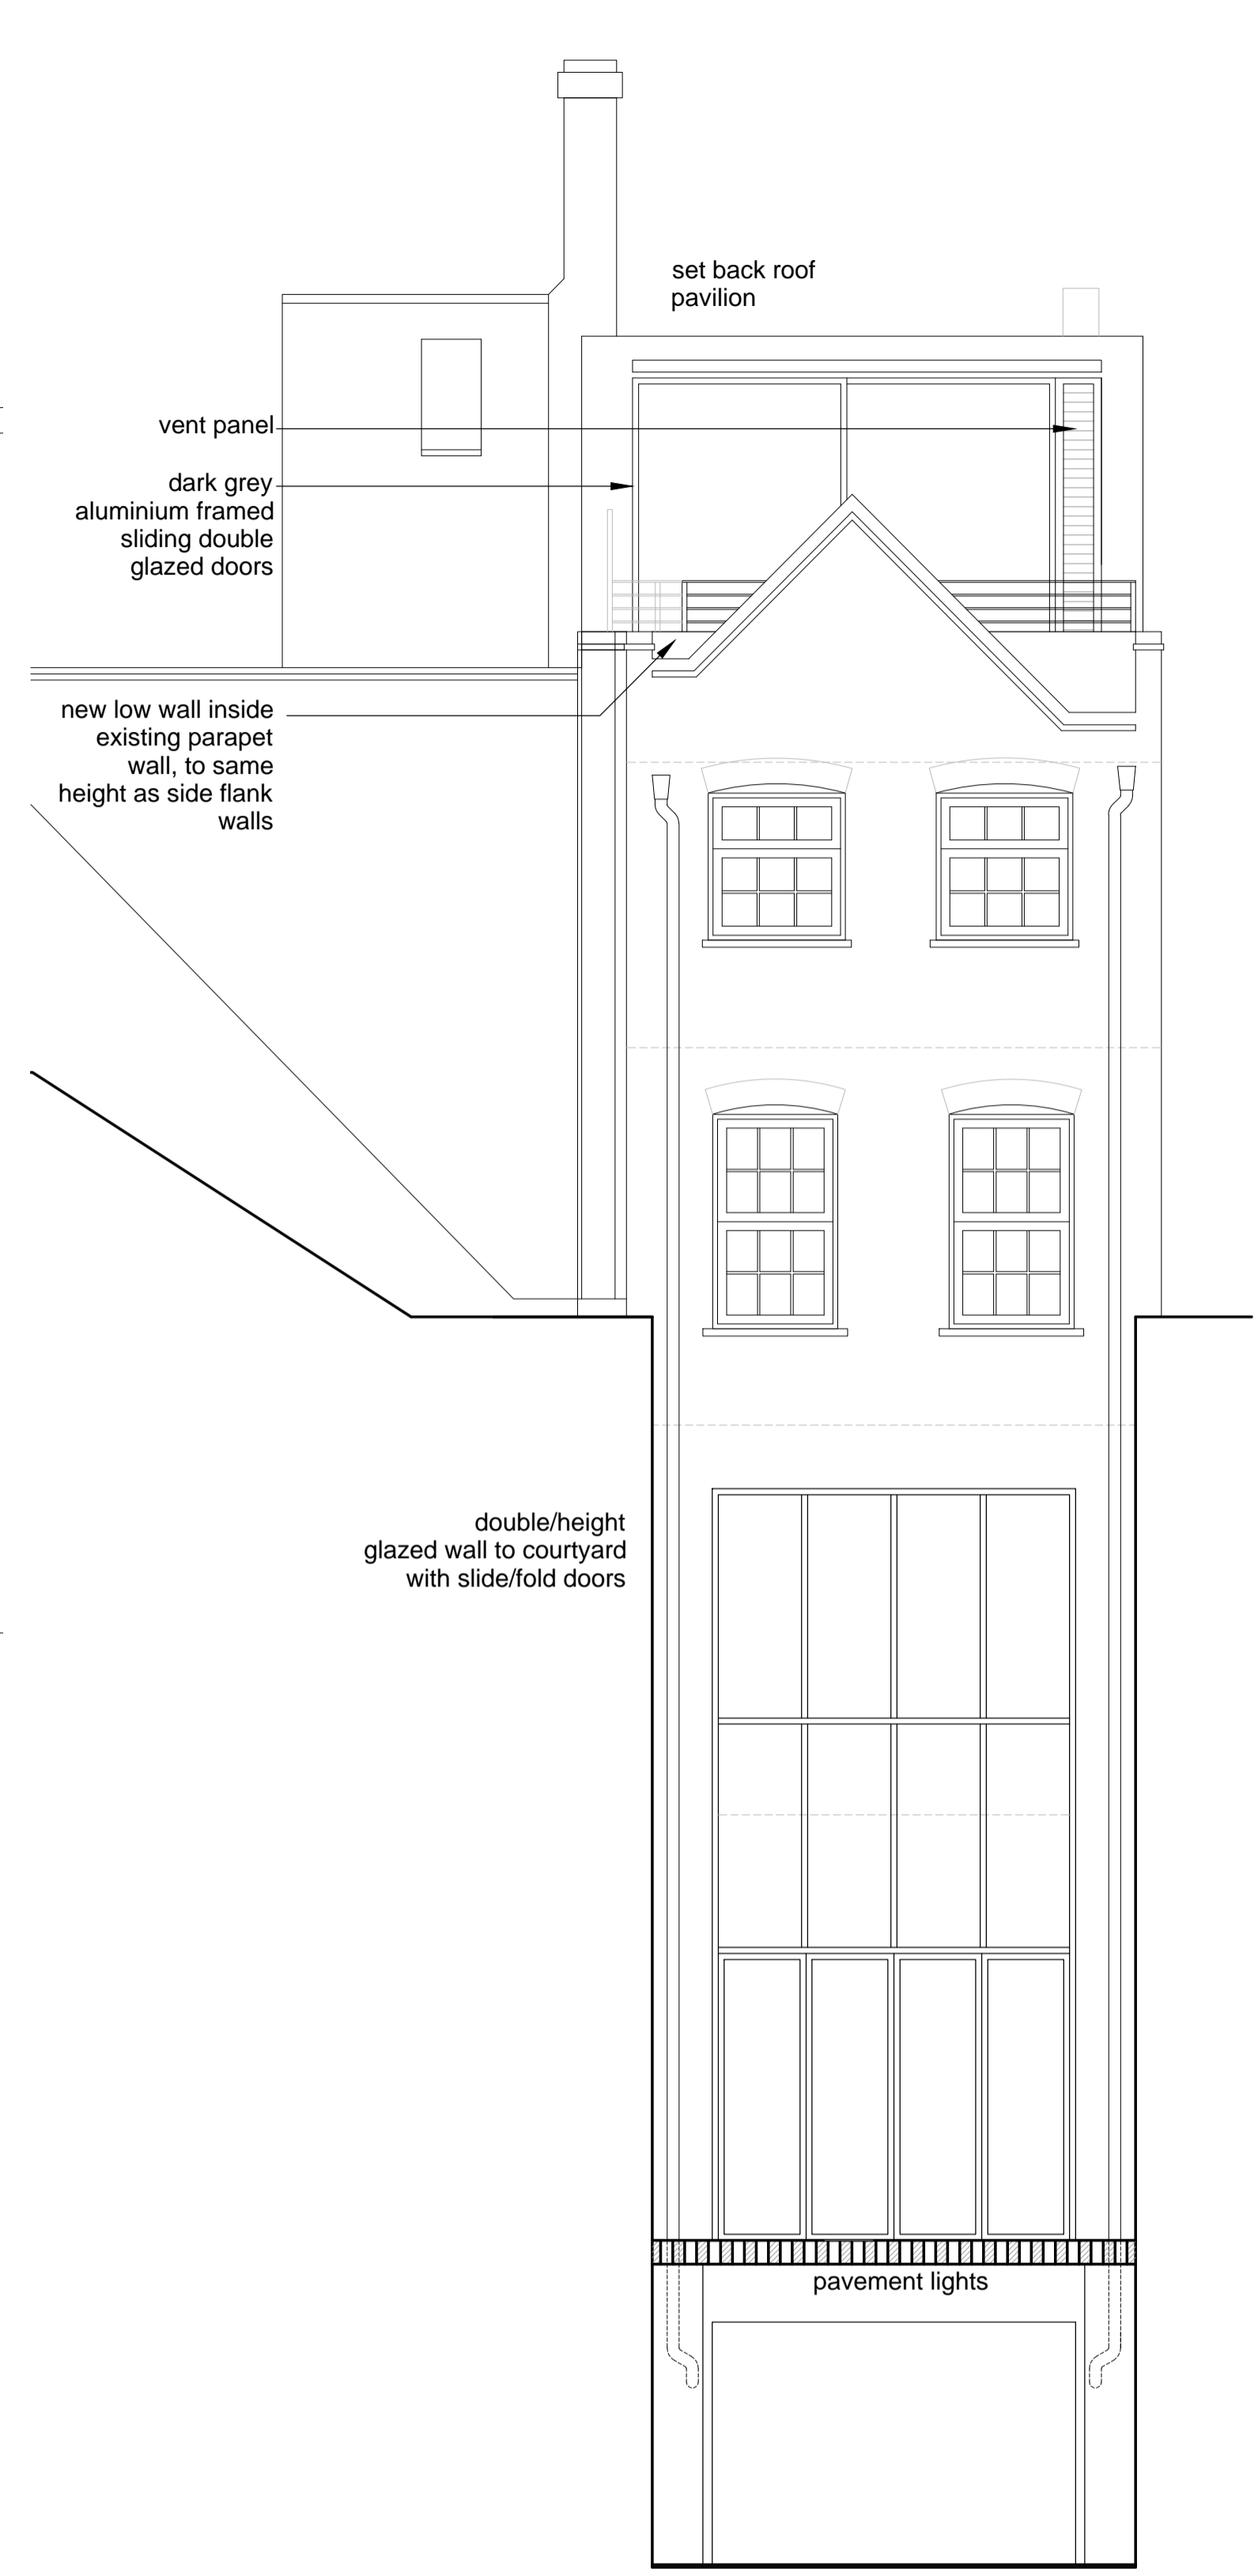 set back roof
pavilion
vent panel
dark grey
aluminium framed
sliding double
glazed doors
new low wall inside
existing parapet
wall, to same
height as side flank
walls
double/height
glazed wall to courtyard
with slide/fold doors
pavement lights